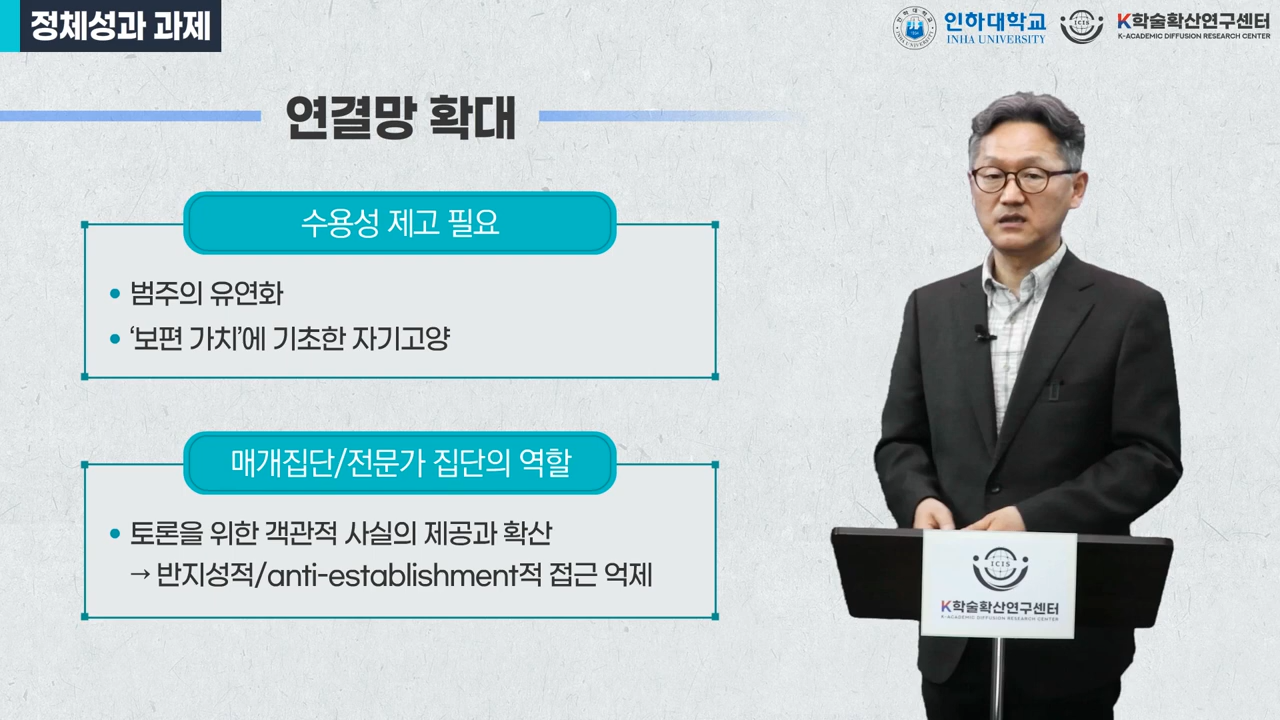 정체성과 과제
인하대학교
INHA UNIVERSITY
ICIS
K학술확산연구센터
K-ACADEMIC DIFFUSION RESEARCH CENTER
연결망 확대
수용성 제고 필요
• 범주의 유연화
• ‘보편 가치’에 기초한 자기고양
매개집단/전문가 집단의 역할
• 토론을 위한 객관적 사실의 제공과 확산
→ 반지성적/anti-establishment적 접근 억제
ICIS
K학술확산연구센터
K-ACADEMIC DIFFUSION RESEARCH CENTER